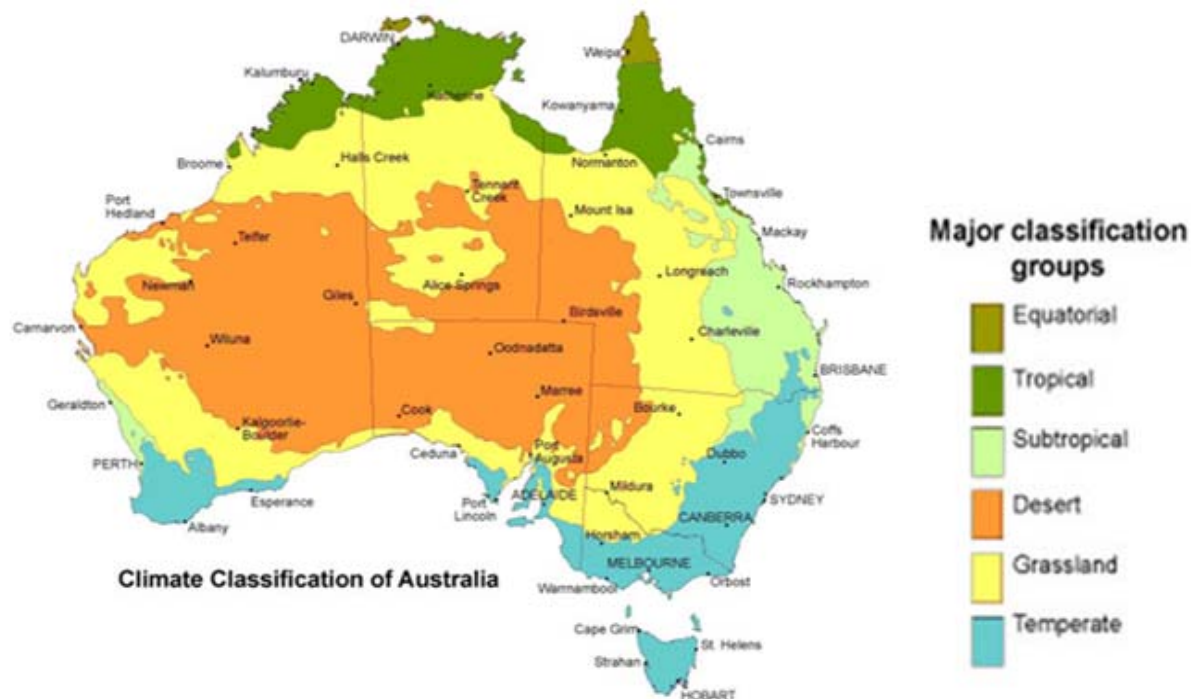 DARWIN
Weipa
Kalumburu
Katherine
Kowanyama
Cairns
Broome
Halls Creek
Normanton
Tennant
Creek
Townsville
Port
Hedland
Mount Isa
Telfer
Mackay
Newman
Alice Springs
Longreach
Rockhampton
Giles
Birdsville
Carnarvon
Wiluna
Oodnadatta
Charleville
BRISBANE
Geraldton
Marree
Cook
Bourke
Kalgoorlie-
Boulder
Coffs
Harbour
Ceduna
Port
Augusta
Dubbo
PERTH
Mildura
SYDNEY
Esperance
Port
Lincoln
ADELAIDE
CANBERRA
Albany
Horsham
MELBOURNE
Warrnambool
Orbost
Climate Classification of Australia
Cape Grim
St. Helens
Strahan
HOBART
Major classification
groups
Equatorial
Tropical
Subtropical
Desert
Grassland
Temperate